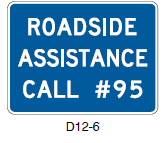 ROADSIDE
ASSISTANCE
CALL #95
D12-6